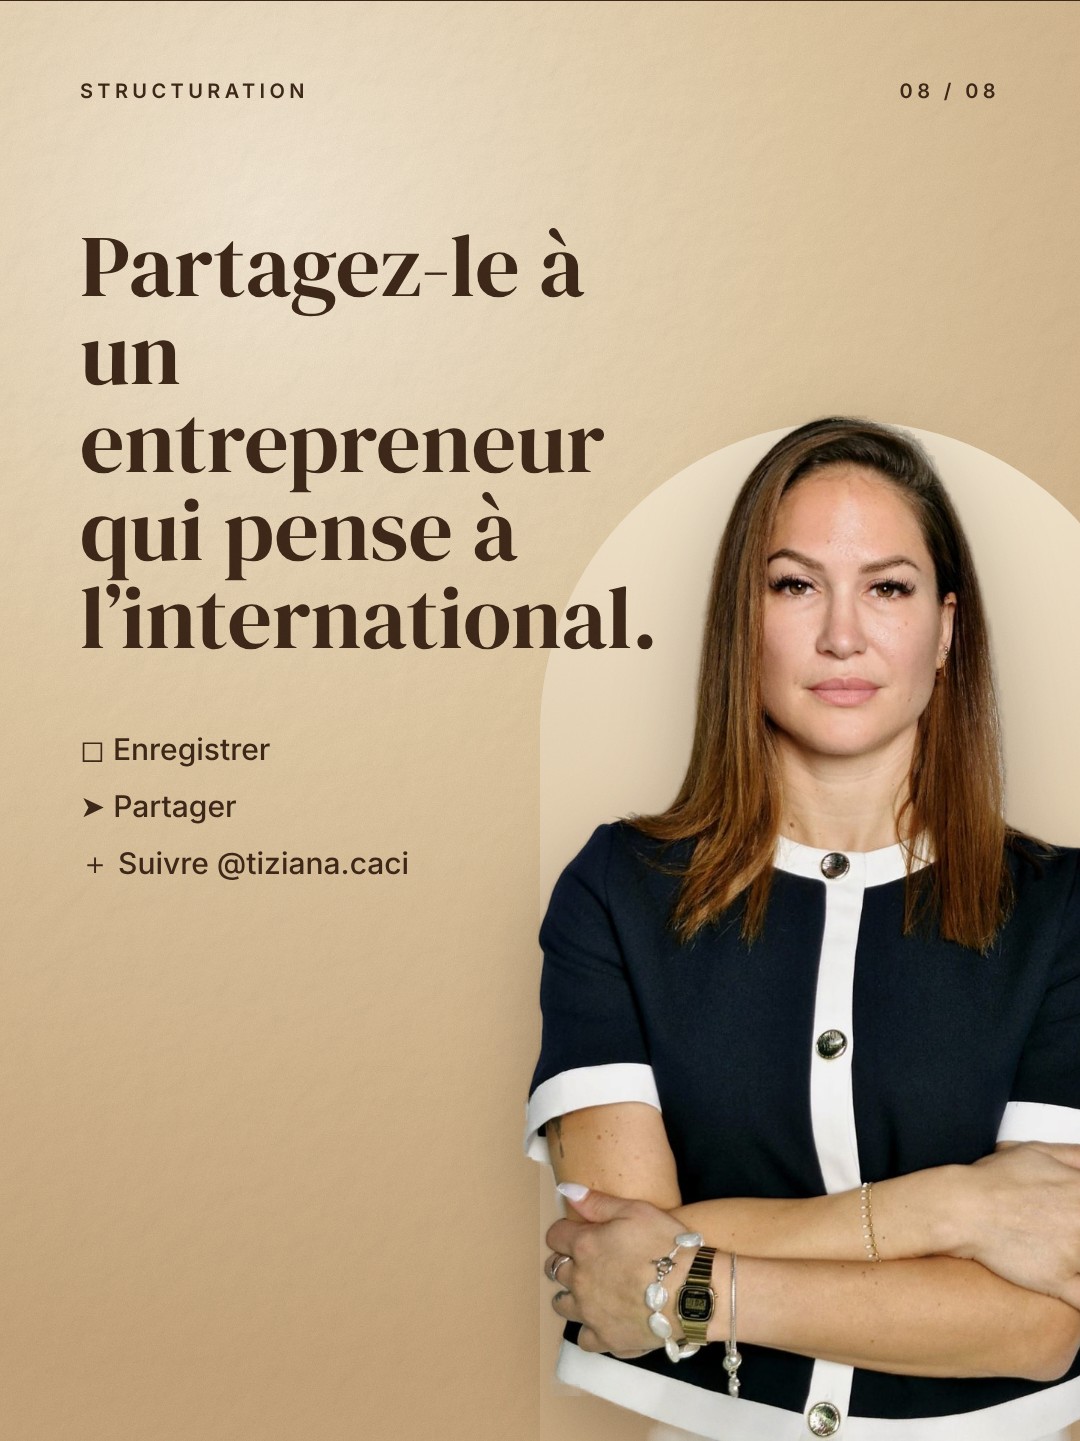 STRUCTURATION
08 / 08
Partagez-le à
un
entrepreneur
qui pense à
l’international.
□ Enregistrer
➤ Partager
+ Suivre @tiziana.caci